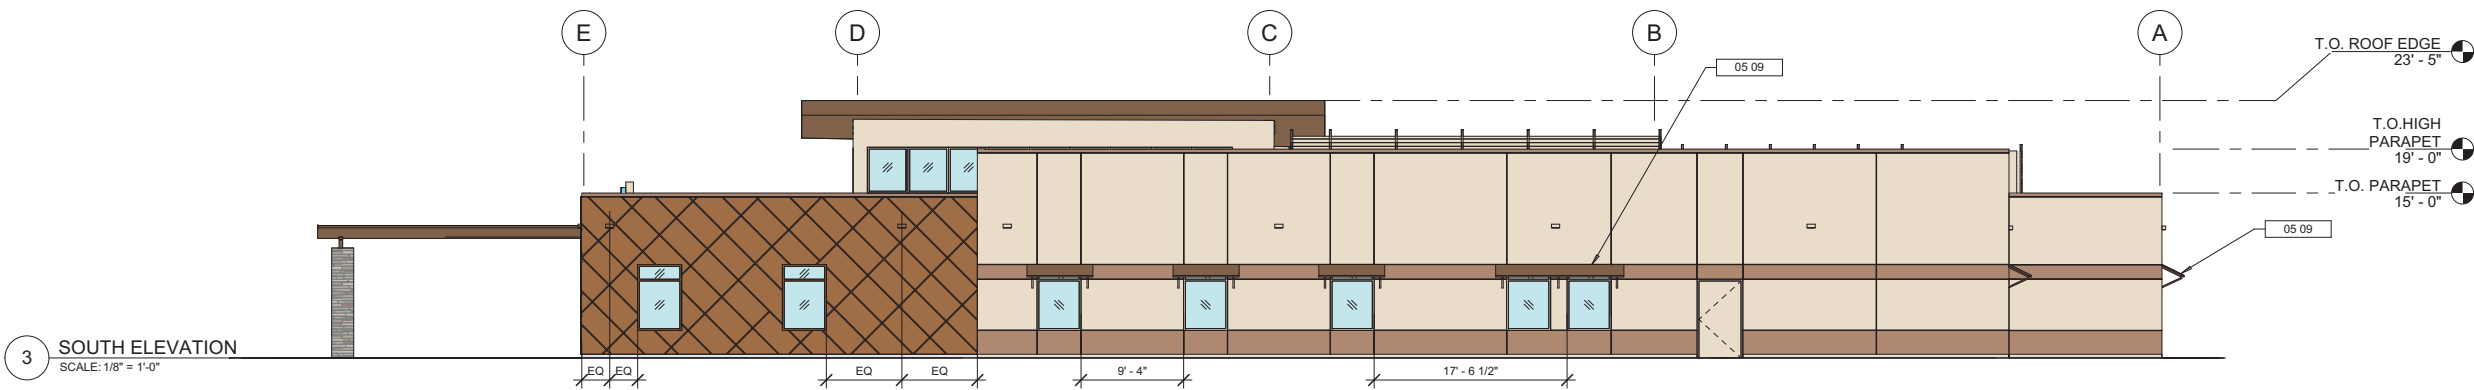 E
D
C
B
A
T.O. ROOF EDGE
23' - 5"
05 09
T.O.HIGH
PARAPET
19' - 0"
T.O. PARAPET
15' - 0"
05 09
3
SOUTH ELEVATION
SCALE: 1/8" = 1'-0"
EQ
EQ
EQ
EQ
9' - 4"
17' - 6 1/2"